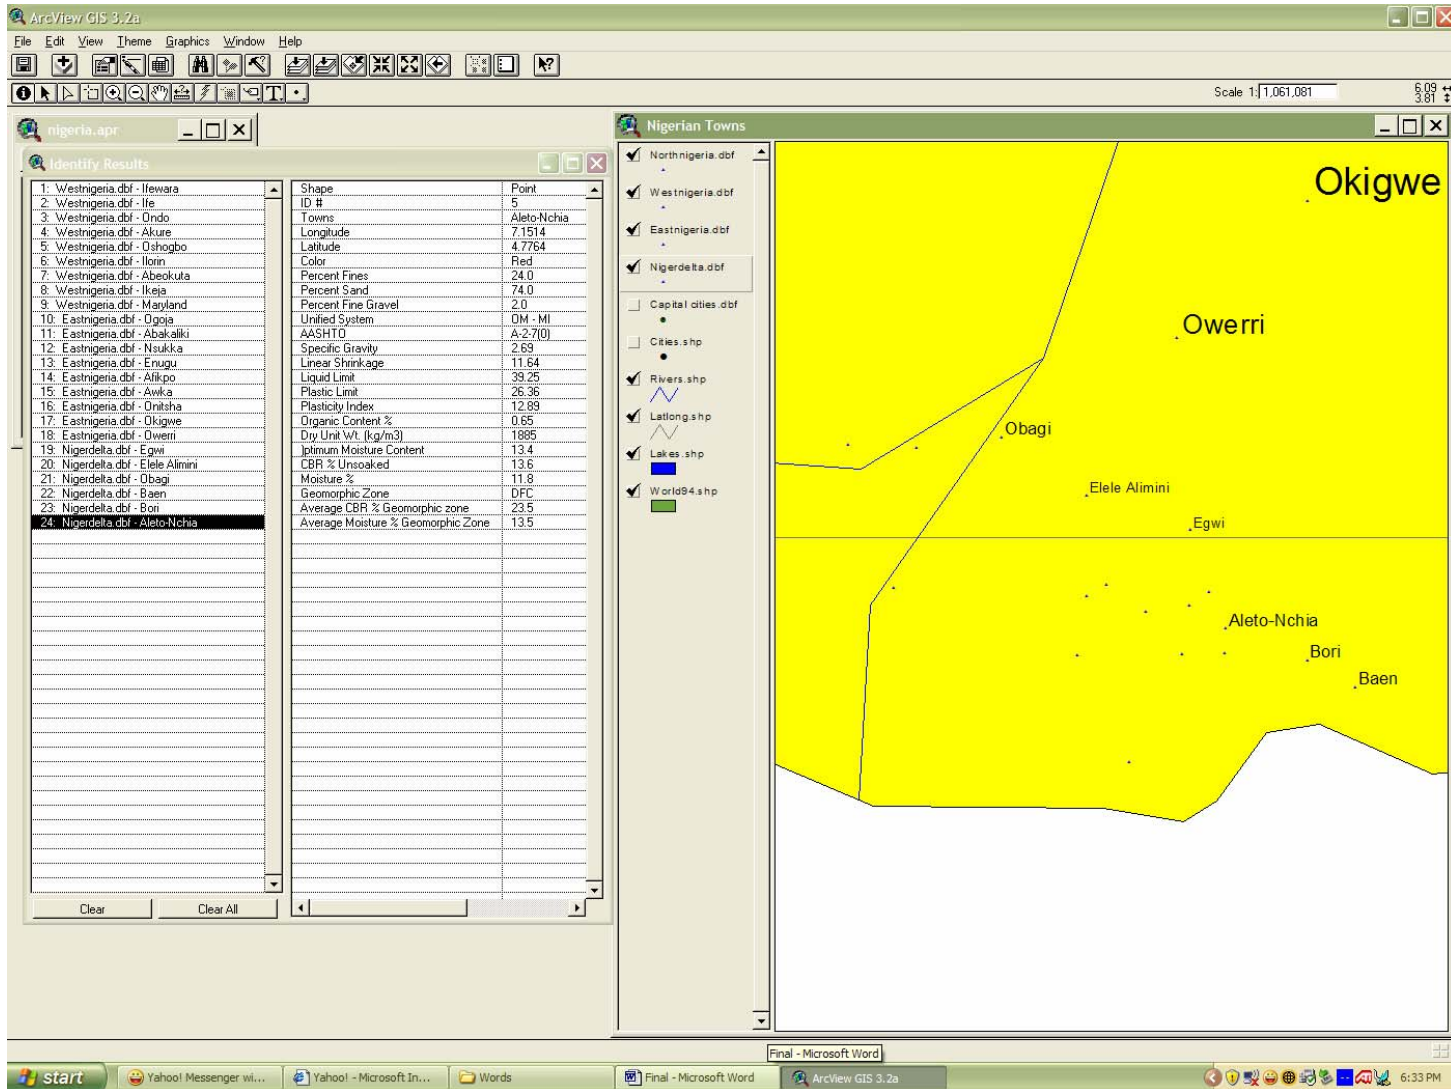 ArcView GIS 3.2a
File Edit View Theme Graphics Window Help
Scale 1: 1,061,081 6.09
3.81
nigeria.apr
Identify Results
1: Westnigeria.dbf - Ifewara
2: Westnigeria.dbf - Ife
3: Westnigeria.dbf - Ondo
4: Westnigeria.dbf - Akure
5: Westnigeria.dbf - Oshogbo
6: Westnigeria.dbf - Ilorin
7: Westnigeria.dbf - Abeokuta
8: Westnigeria.dbf - Ikeja
9: Westnigeria.dbf - Maryland
10: Eastnigeria.dbf - Ogoja
11: Eastnigeria.dbf - Abakaliki
12: Eastnigeria.dbf - Nsukka
13: Eastnigeria.dbf - Enugu
14: Eastnigeria.dbf - Afikpo
15: Eastnigeria.dbf - Awka
16: Eastnigeria.dbf - Onitsha
17: Eastnigeria.dbf - Okigwe
18: Eastnigeria.dbf - Owerri
19: Nigerdelta.dbf - Egwi
20: Nigerdelta.dbf - Elele Alimini
21: Nigerdelta.dbf - Obagi
22: Nigerdelta.dbf - Baen
23: Nigerdelta.dbf - Bori
24: Nigerdelta.dbf - Aleto-Nchia
Shape Point
ID # 5
Towns Aleto-Nchia
Longitude 7.1514
Latitude 4.7764
Color Red
Percent Fines 24.0
Percent Sand 74.0
Percent Fine Gravel 2.0
Unified System OM - MI
AASHTO A-2-7(0)
Specific Gravity 2.69
Linear Shrinkage 11.64
Liquid Limit 39.25
Plastic Limit 26.36
Plasticity Index 12.89
Organic Content % 0.65
Dry Unit Wt. (kg/m3) 1885
)ptimum Moisture Content 13.4
CBR % Unsoaked 13.6
Moisture % 11.8
Geomorphic Zone DFC
Average CBR % Geomorphic zone 23.5
Average Moisture % Geomorphic Zone 13.5
Clear Clear All
Nigerian Towns
Northnigeria.dbf
Westnigeria.dbf
Eastnigeria.dbf
Nigerdelta.dbf
Capital cities.dbf
Cities.shp
Rivers.shp
Latlong.shp
Lakes.shp
World94.shp
Okigwe
Owerri
Obagi
Elele Alimini
Egwi
Aleto-Nchia
Bori
Baen
Final - Microsoft Word
start Yahoo! Messenger wi... Yahoo! - Microsoft In... Words Final - Microsoft Word ArcView GIS 3.2a 6:33 PM